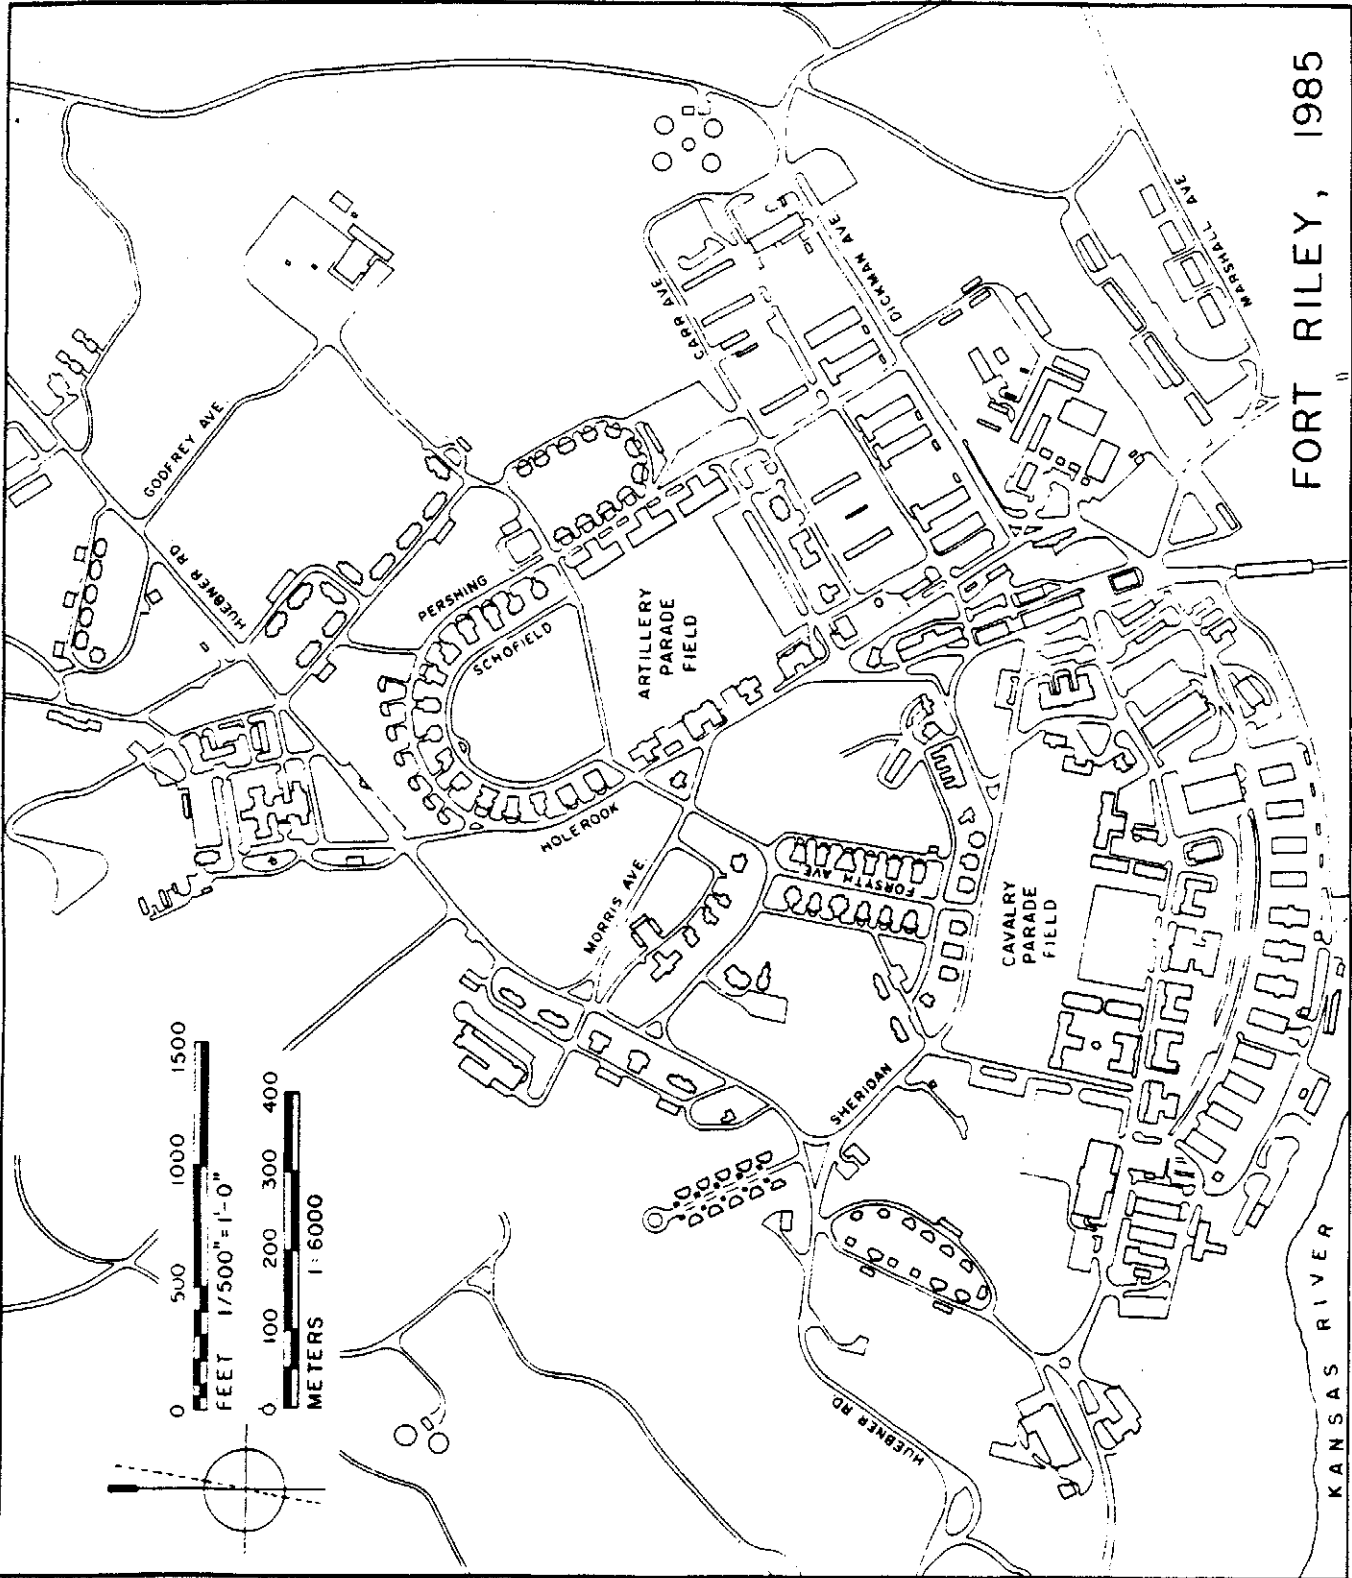 FORT RILEY, 1985
0 500 1000 1500
FEET 1/500"=1'-0"
0 100 200 300 400
METERS 1:6000
GODFREY AVE.
HUEBNER RD
PERSHING
SCHOFIELD
ARTILLERY
PARADE
FIELD
CARR AVE
DICKMAN AVE
MARSHALL AVE
HOLEROOK
MORRIS AVE.
FORSYTH AVE.
CAVALRY
PARADE
FIELD
SHERIDAN
HUEBNER RD.
KANSAS RIVER